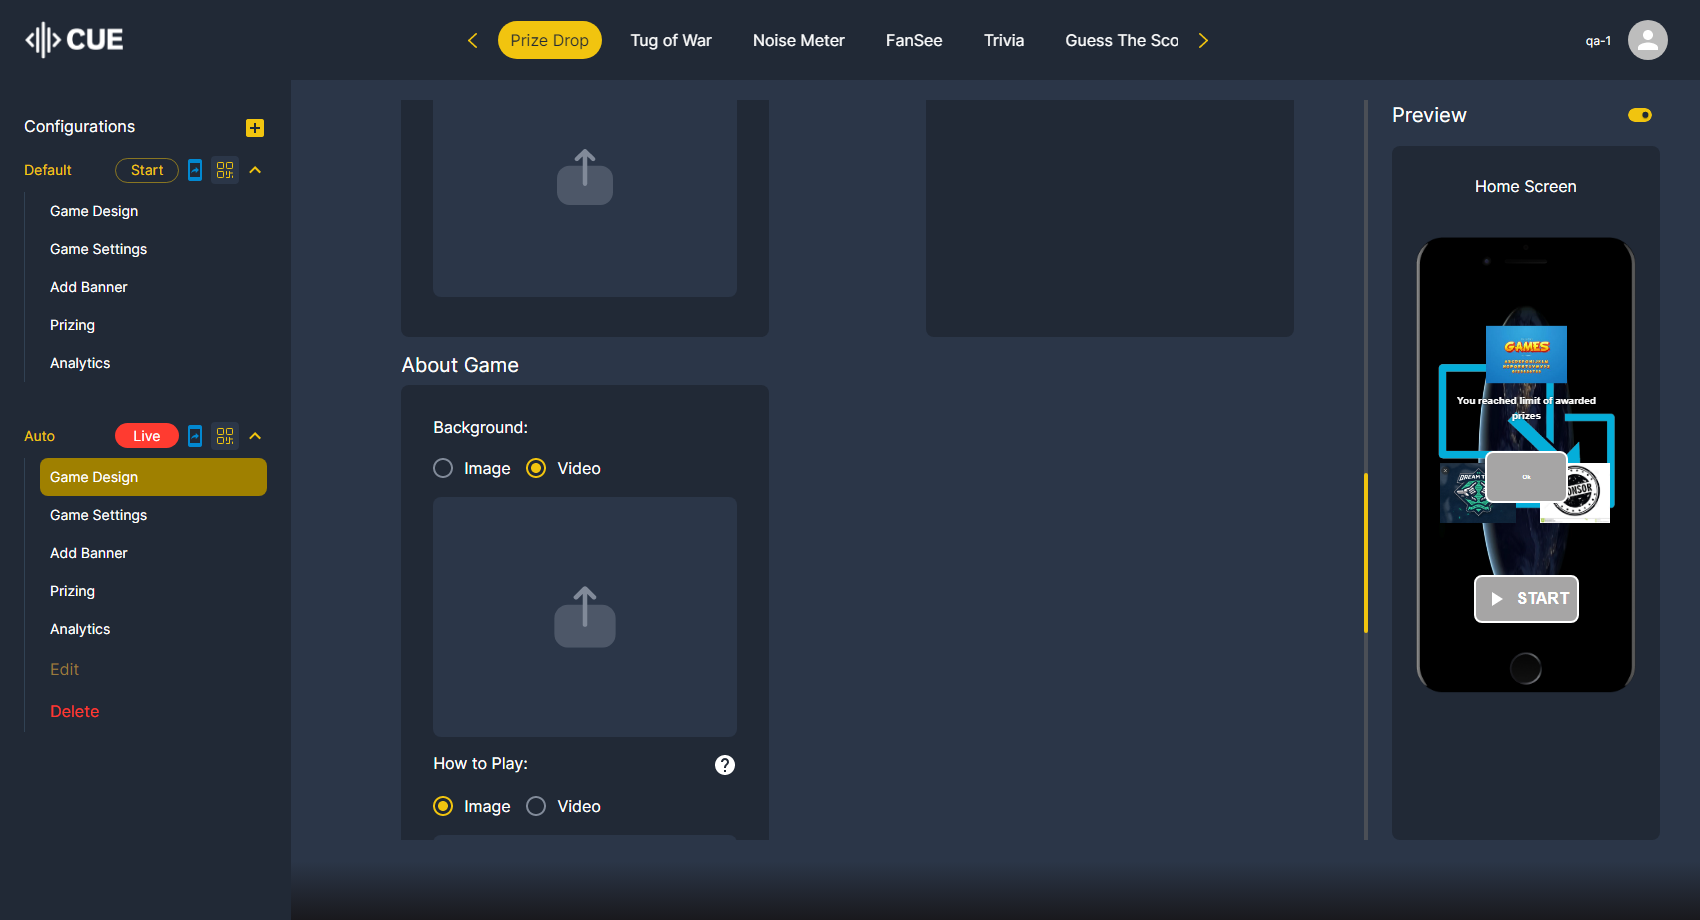 CUE
Prize Drop
Tug of War
Noise Meter
FanSee
Trivia
Guess The Sco
qa-1
Configurations
Default
Start
Game Design
Game Settings
Add Banner
Prizing
Analytics
Auto
Live
Game Design
Game Settings
Add Banner
Prizing
Analytics
Edit
Delete
About Game
Background:
Image
Video
How to Play:
?
Image
Video
Preview
Home Screen
GAMES
You reached limit of awarded
prizes
DREAM T
Ok
NSOR
START